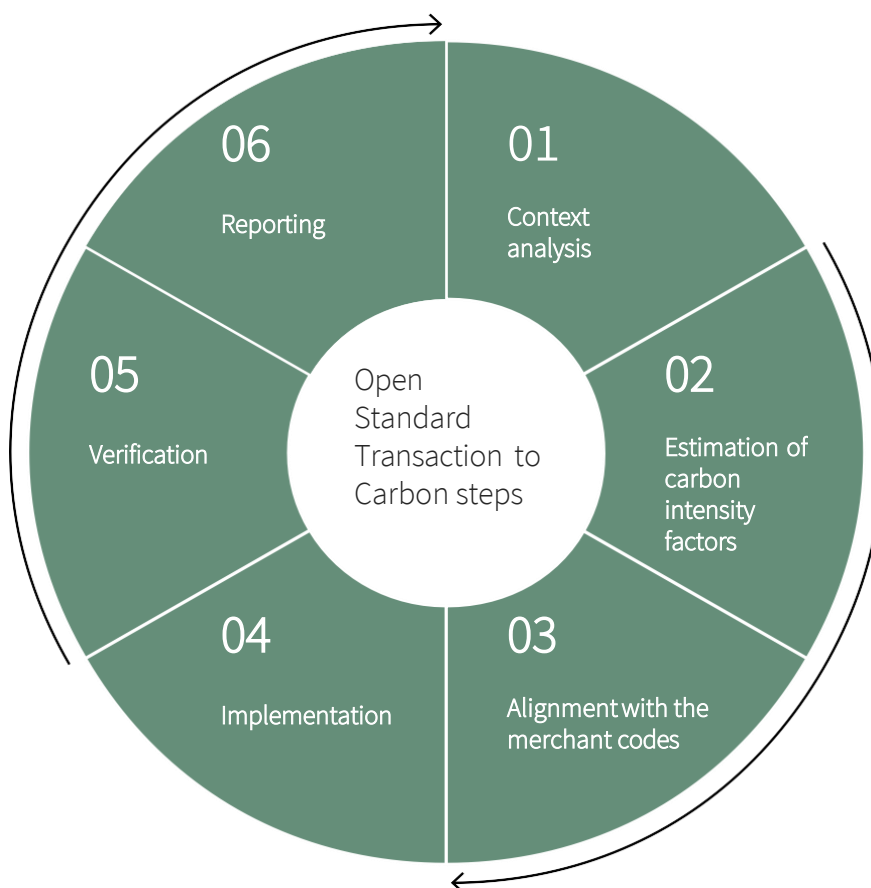 Open
Standard
Transaction to
Carbon steps
01
Context
analysis
02
Estimation of
carbon
intensity
factors
03
Alignment with the
merchant codes
04
Implementation
05
Verification
06
Reporting